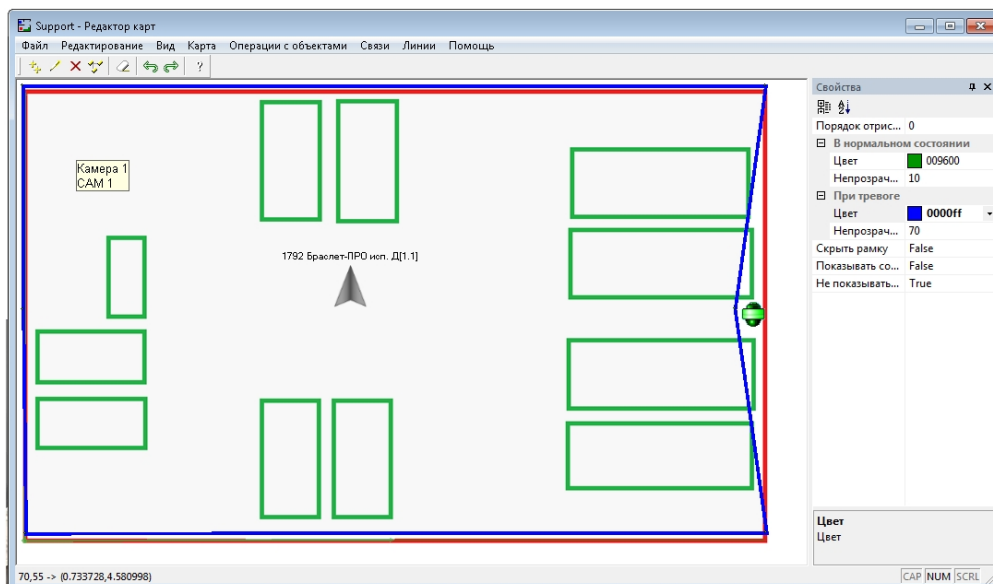 Support - Редактор карт
Файл Редактирование Вид Карта Операции с объектами Связи Линии Помощь
?
Свойства
Порядок отрис... 0
В нормальном состоянии
Цвет 009600
Непрозрач... 10
При тревоге
Цвет 0000ff
Непрозрач... 70
Скрыть рамку False
Показывать со... False
Не показывать... True
Камера 1
CAM 1
1792 Браслет-ПРО исп. Д[1.1]
Цвет
Цвет
70,55 -> (0.733728,4.580998)
CAP NUM SCRL